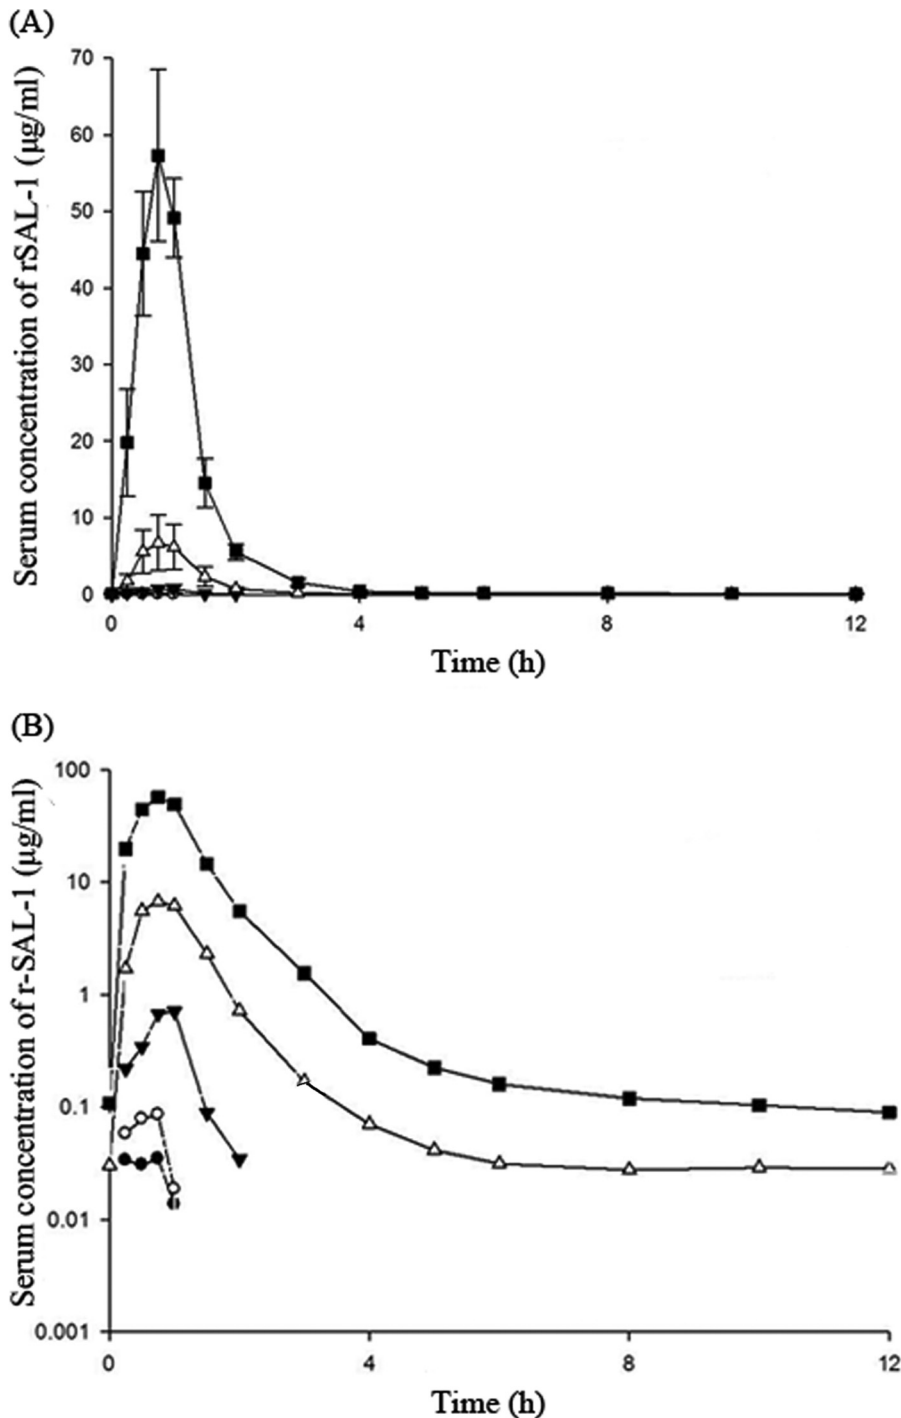 (A)
Serum concentration of rSAL-1 (µg/ml)
70
60
50
40
30
20
10
0
0 4 8 12
Time (h)
(B)
Serum concentration of r-SAL-1 (µg/ml)
100
10
1
0.1
0.01
0.001
0 4 8 12
Time (h)